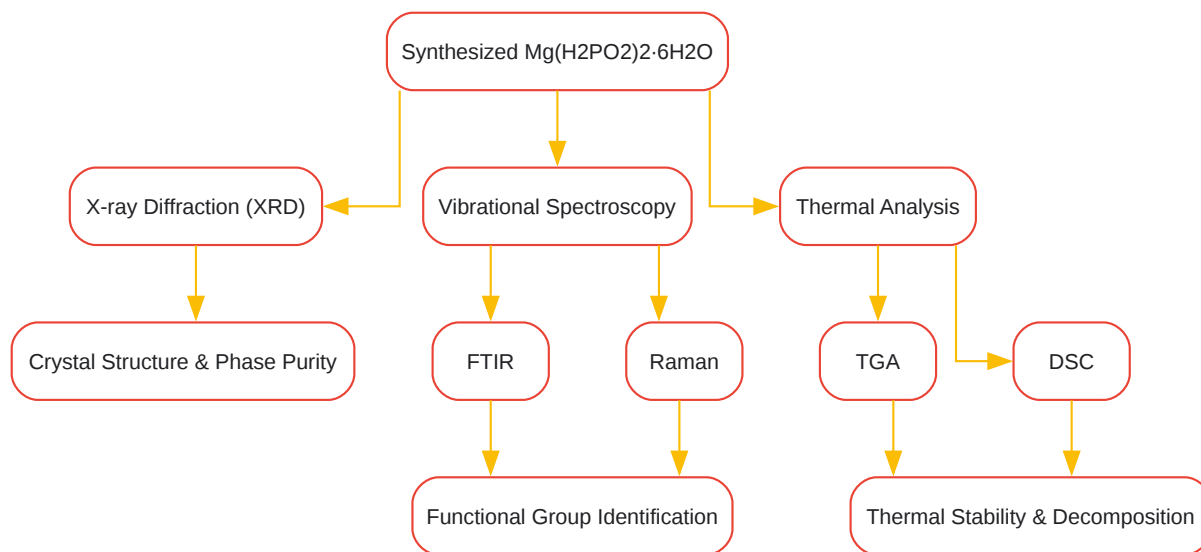 Synthesized Mg(H2PO2)2·6H2O
X-ray Diffraction (XRD)
Vibrational Spectroscopy
Thermal Analysis
Crystal Structure & Phase Purity
FTIR
Raman
TGA
DSC
Functional Group Identification
Thermal Stability & Decomposition